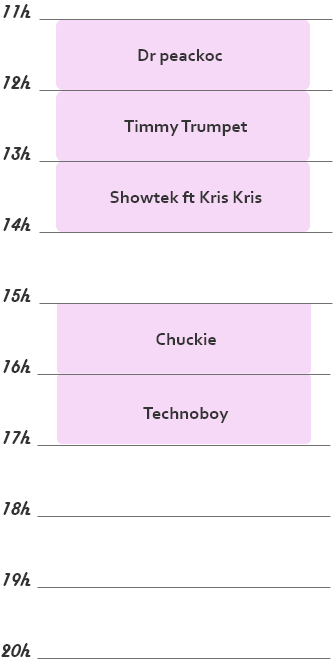 11h
Dr peackoc
12h
Timmy Trumpet
13h
Showtek ft Kris Kris
14h
15h
Chuckie
16h
Technoboy
17h
18h
19h
20h